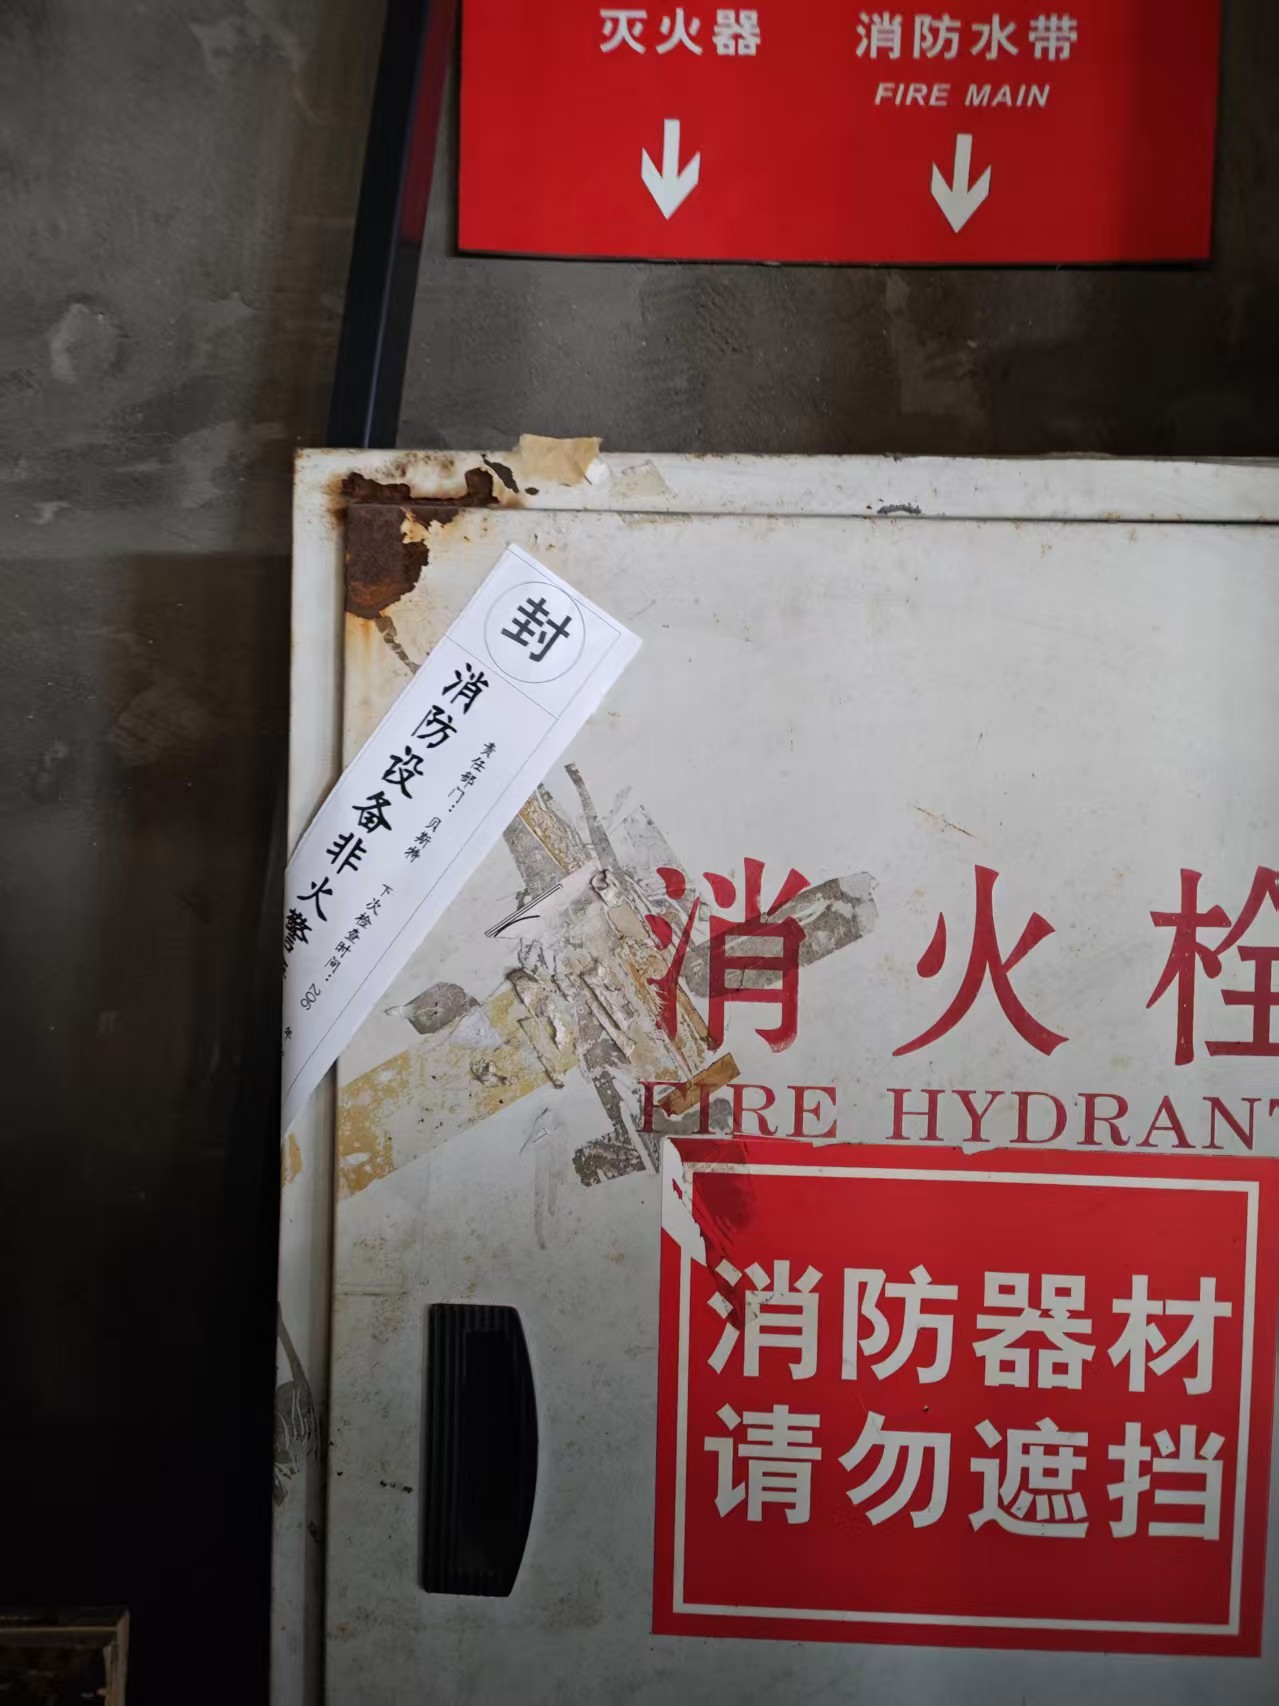 灭火器 消防水带
FIRE MAIN
封
消防设备非火警
责任部门：贝斯特 下次检查时间：206
消火栓
FIRE HYDRANT
消防器材
请勿遮挡